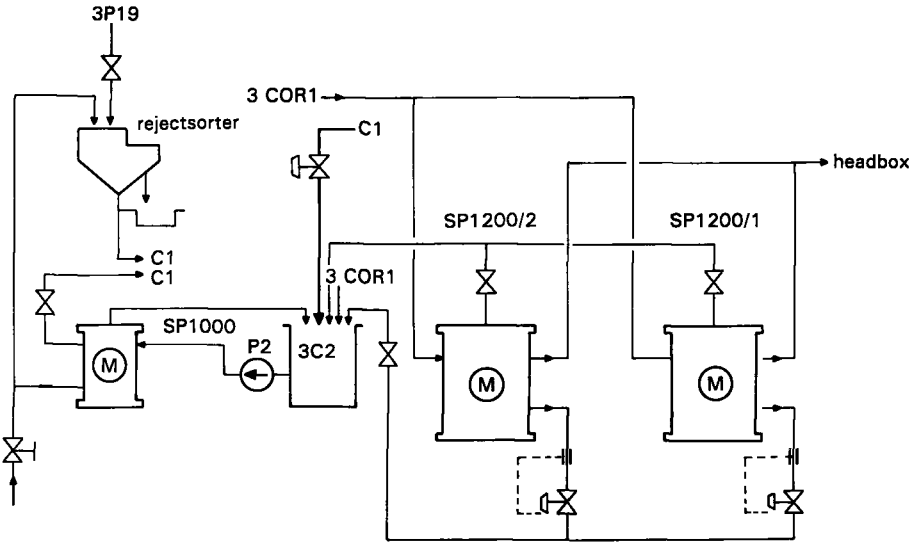 3P19
3 COR1
rejectsorter
C1
headbox
SP1200/2
SP1200/1
C1
C1
3 COR1
SP1000
P2
3C2
M
M
M